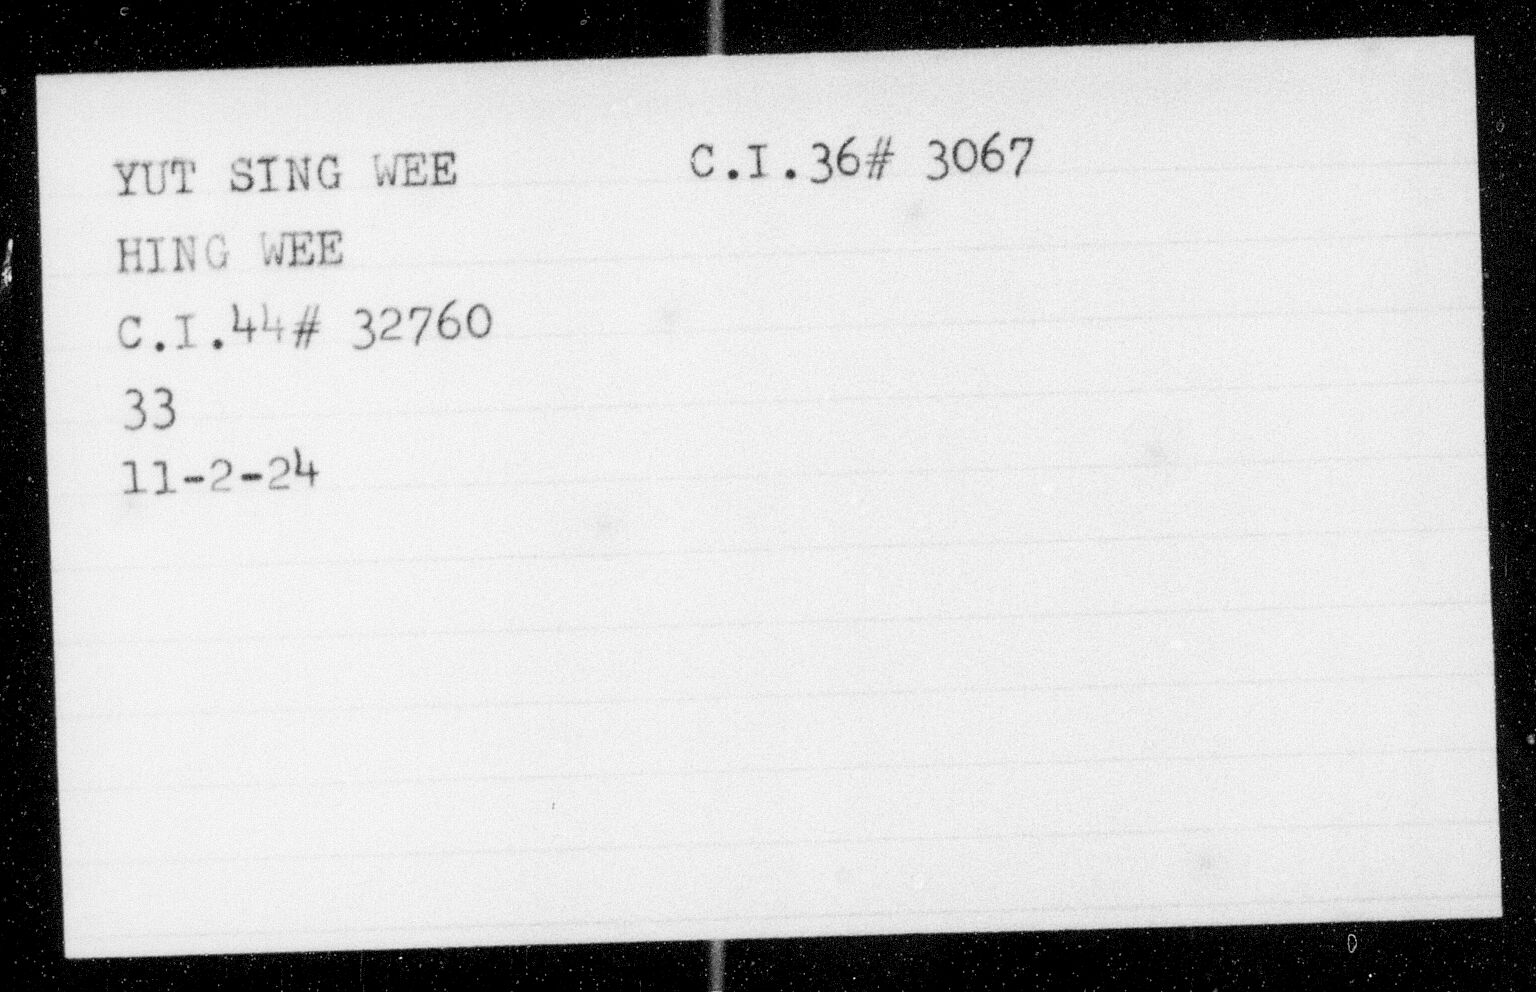 YUT SING WEE C.I.36# 3067
HING WEE
C.I.44# 32760
33
11-2-24